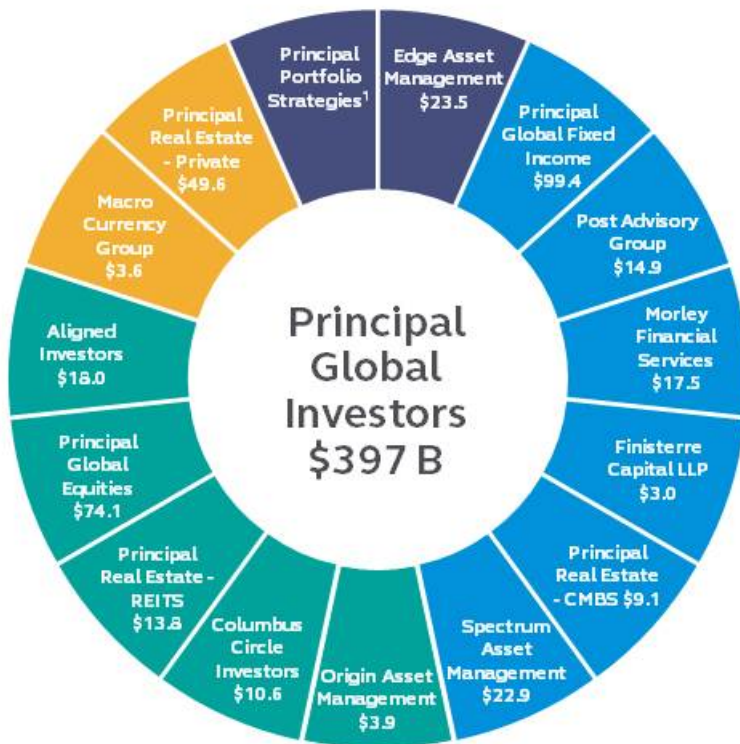 Principal
Global
Investors
$397 B
Edge Asset
Management
$23.5
Principal
Global Fixed
Income
$99.4
Post Advisory
Group
$14.9
Morley
Financial
Services
$17.5
Finisterre
Capital LLP
$3.0
Principal
Real Estate
- CMBS $9.1
Spectrum
Asset
Management
$22.9
Origin Asset
Management
$3.9
Columbus
Circle
Investors
$10.6
Principal
Real Estate -
REITS
$13.8
Principal
Global
Equities
$74.1
Aligned
Investors
$18.0
Macro
Currency
Group
$3.6
Principal
Real Estate
- Private
$49.6
Principal
Portfolio
Strategies¹